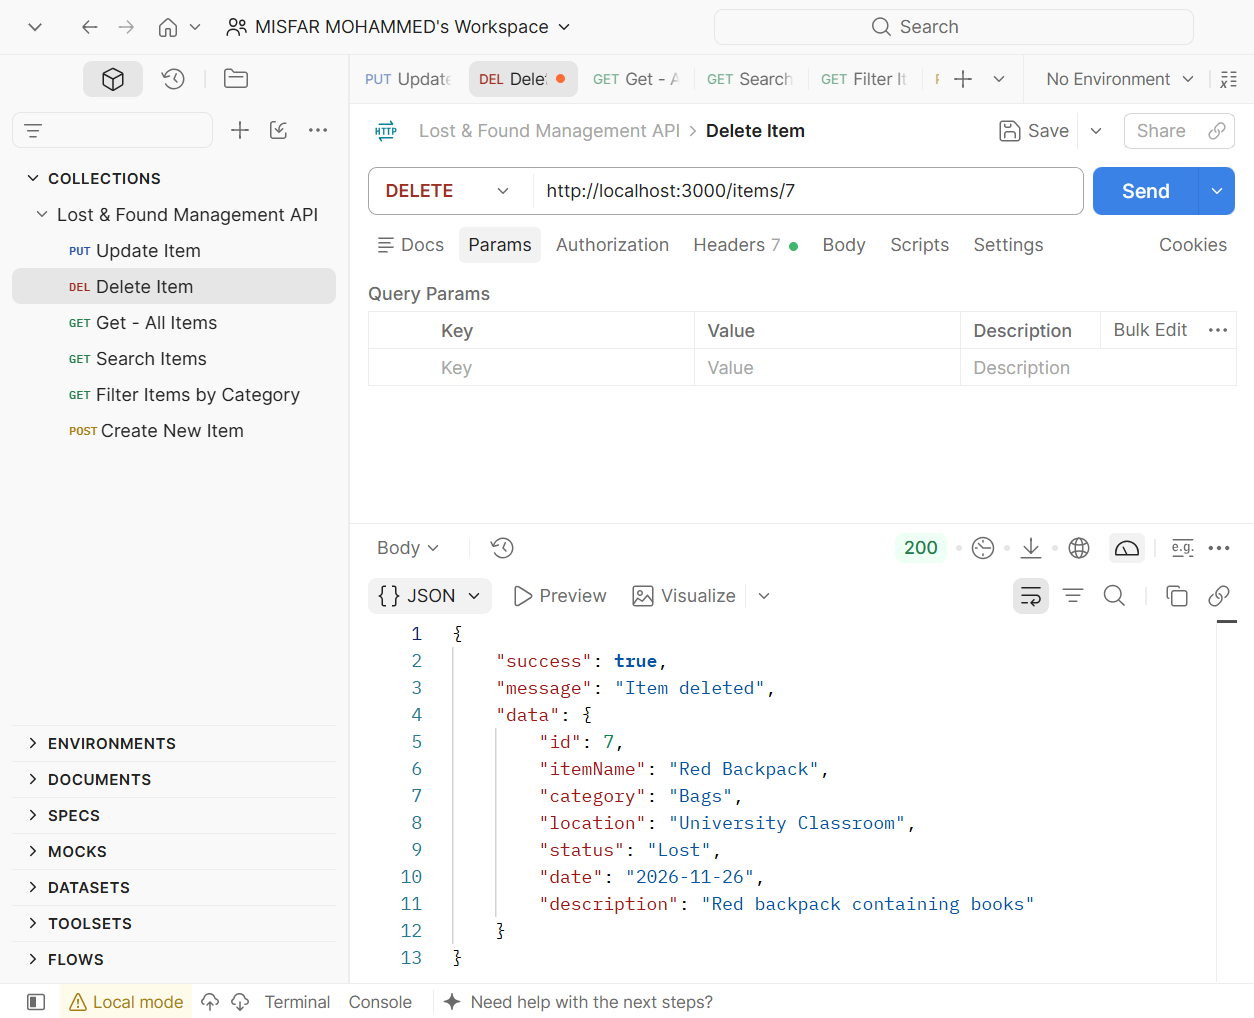 MISFAR MOHAMMED's Workspace
Search
PUT Update
DEL Delet
GET Get - A
GET Search
GET Filter It
No Environment
HTTP Lost & Found Management API > Delete Item
Save
Share
COLLECTIONS
Lost & Found Management API
PUT Update Item
DEL Delete Item
GET Get - All Items
GET Search Items
GET Filter Items by Category
POST Create New Item
ENVIRONMENTS
DOCUMENTS
SPECS
MOCKS
DATASETS
TOOLSETS
FLOWS
DELETE
http://localhost:3000/items/7
Send
Docs Params Authorization Headers 7 Body Scripts Settings Cookies
Query Params
Key Value Description Bulk Edit
Key Value Description
Body
200
e.g.
{} JSON Preview Visualize
1 {
2 "success": true,
3 "message": "Item deleted",
4 "data": {
5 "id": 7,
6 "itemName": "Red Backpack",
7 "category": "Bags",
8 "location": "University Classroom",
9 "status": "Lost",
10 "date": "2026-11-26",
11 "description": "Red backpack containing books"
12 }
13 }
Local mode Terminal Console Need help with the next steps?